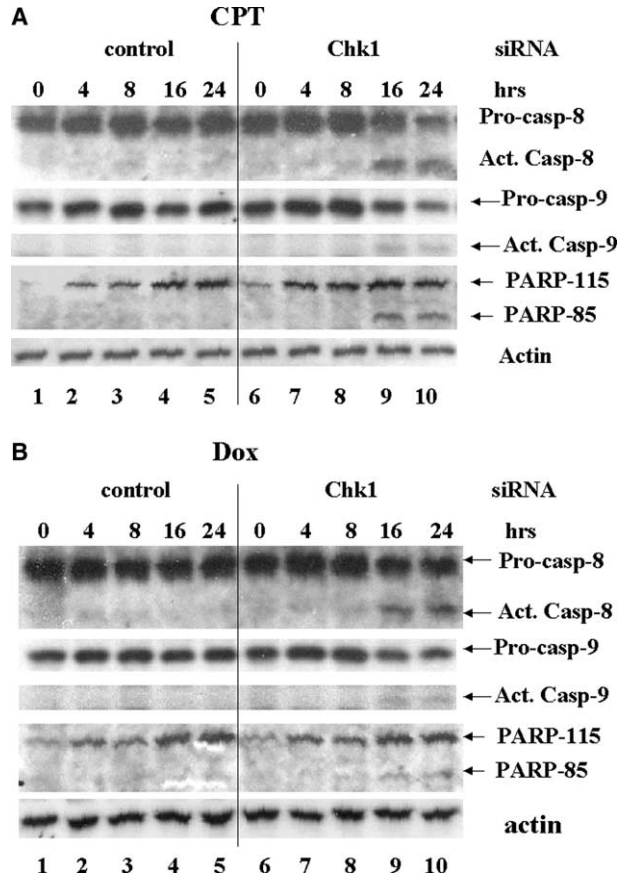 A CPT
control Chk1 siRNA
0 4 8 16 24 0 4 8 16 24 hrs
Pro-casp-8
Act. Casp-8
Pro-casp-9
Act. Casp-9
PARP-115
PARP-85
Actin
1 2 3 4 5 6 7 8 9 10
B Dox
control Chk1 siRNA
0 4 8 16 24 0 4 8 16 24 hrs
Pro-casp-8
Act. Casp-8
Pro-casp-9
Act. Casp-9
PARP-115
PARP-85
actin
1 2 3 4 5 6 7 8 9 10